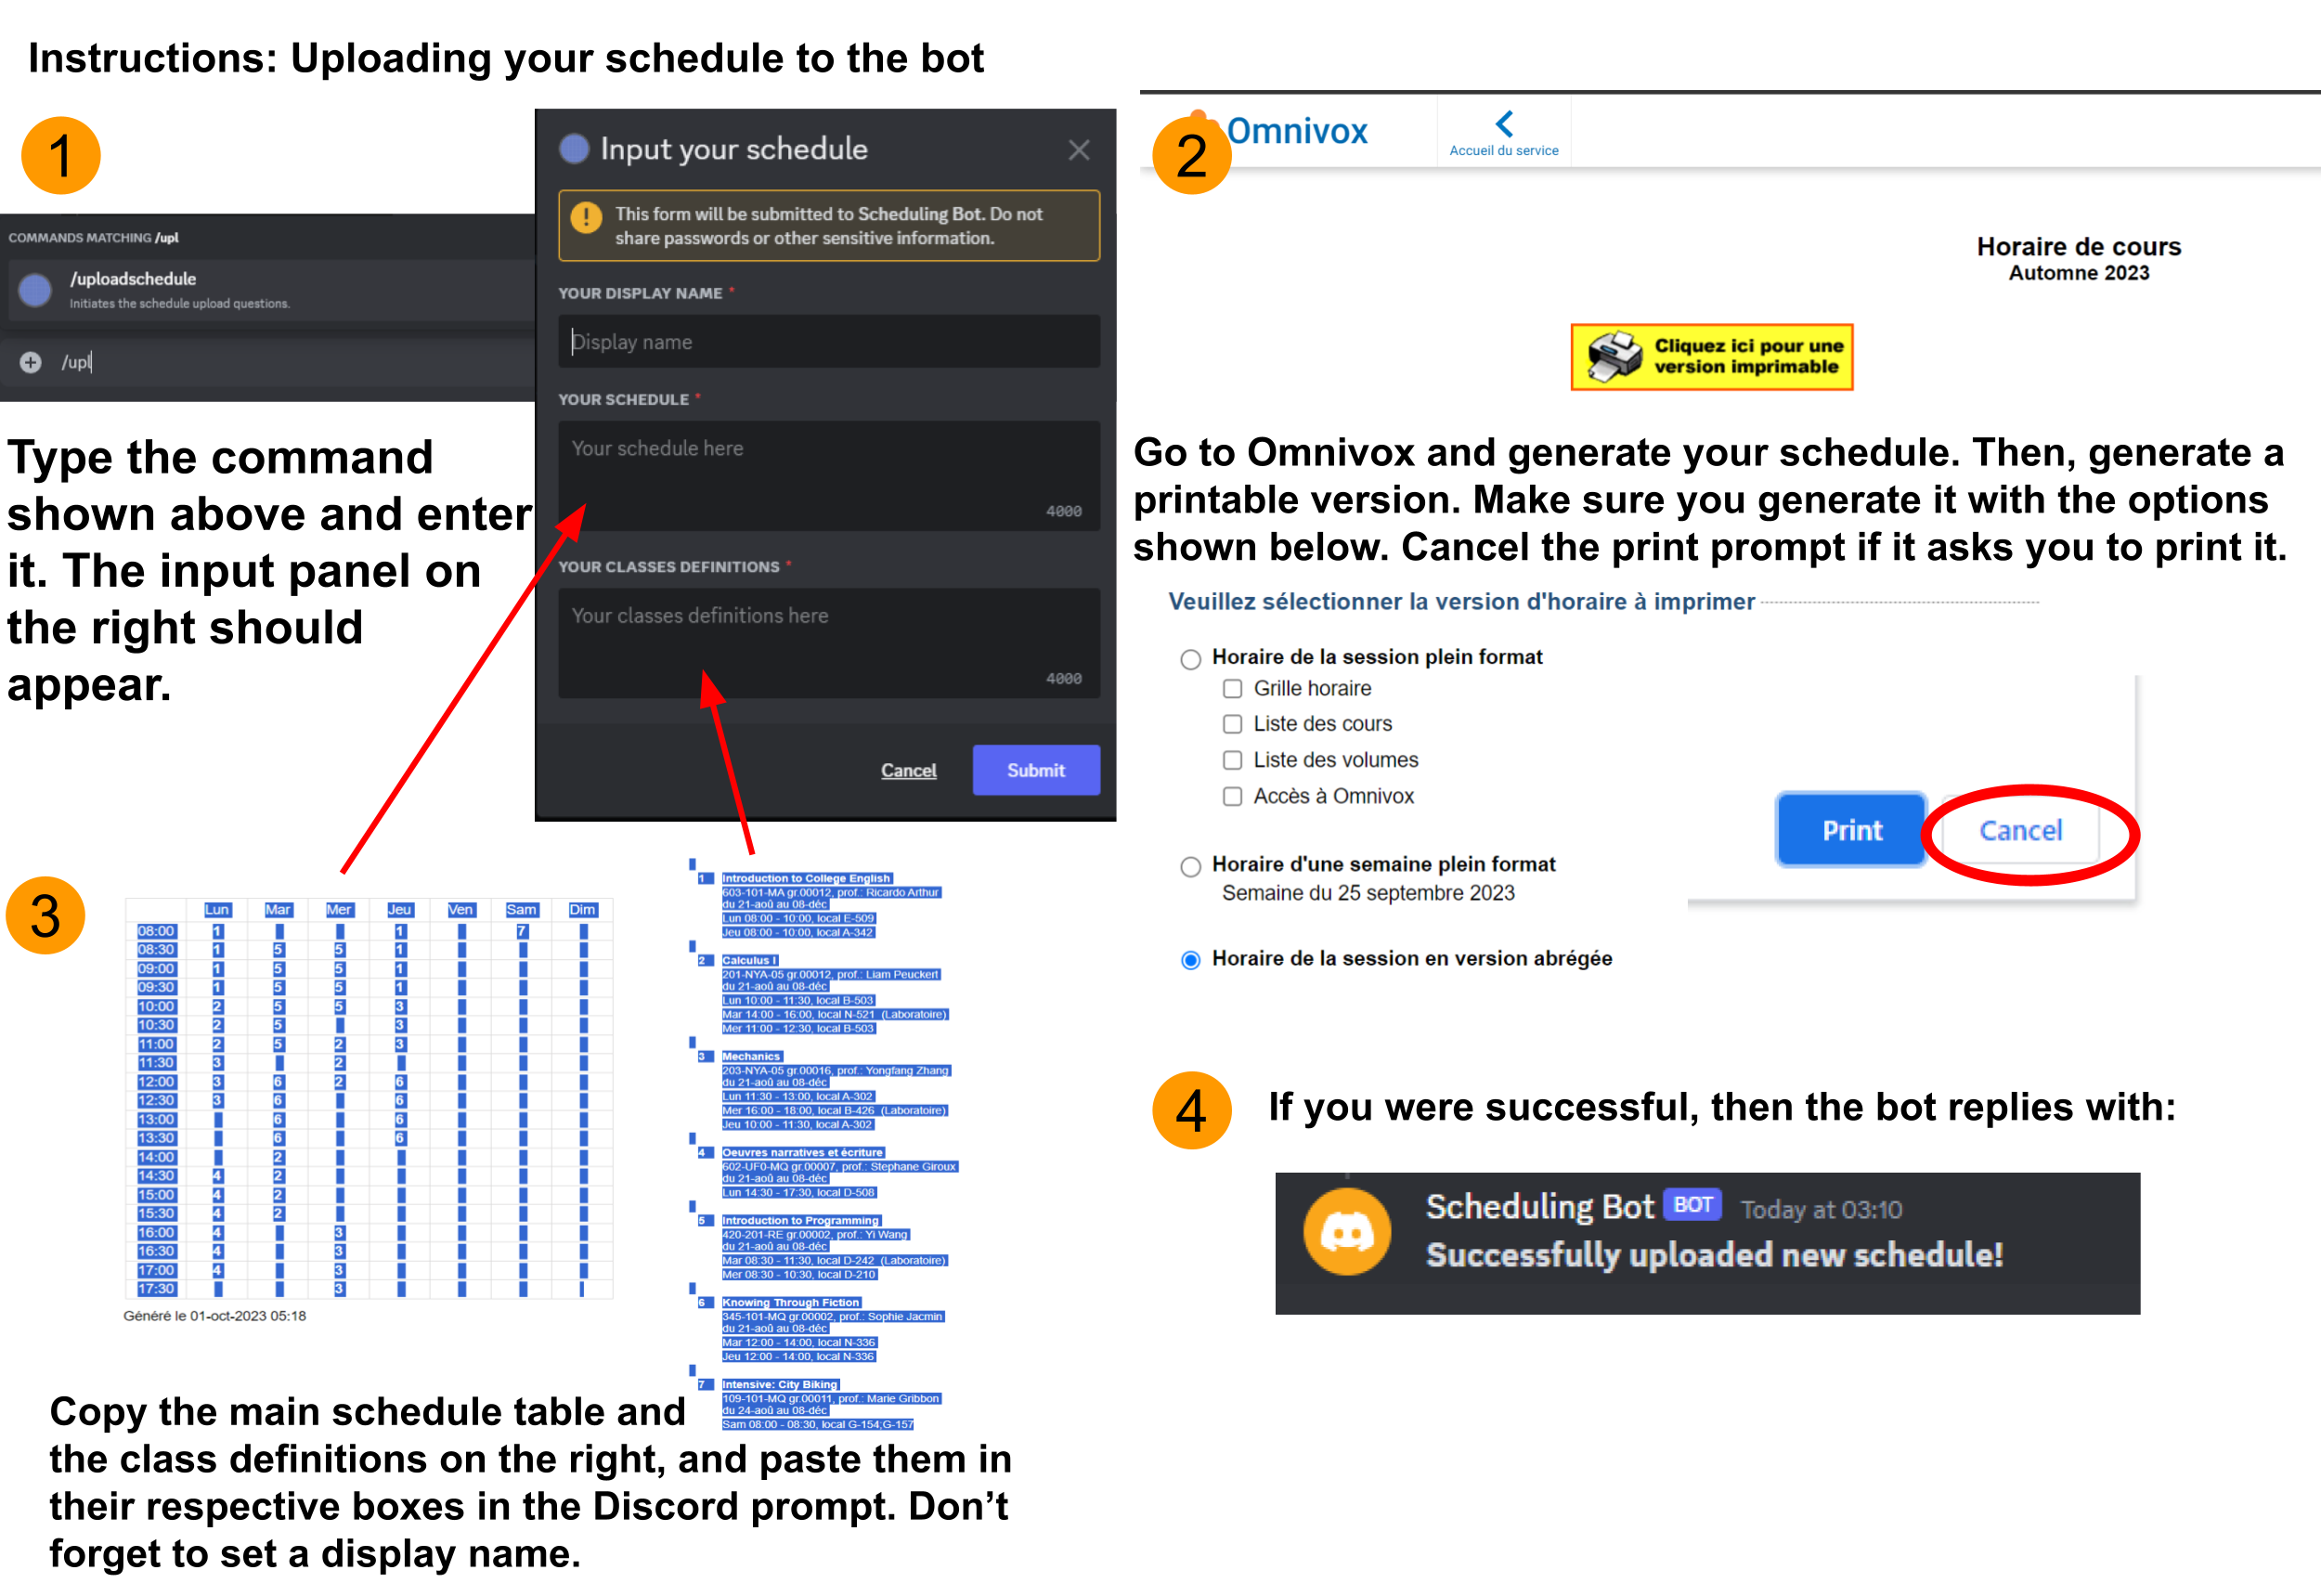 Instructions: Uploading your schedule to the bot
1
COMMANDS MATCHING /upl
/uploadschedule
Initiates the schedule upload questions.
/upl
Type the command
shown above and enter
it. The input panel on
the right should
appear.
Input your schedule
This form will be submitted to Scheduling Bot. Do not
share passwords or other sensitive information.
YOUR DISPLAY NAME *
Display name
YOUR SCHEDULE *
Your schedule here
4000
YOUR CLASSES DEFINITIONS *
Your classes definitions here
4000
Cancel Submit
2
Omnivox
Accueil du service
Horaire de cours
Automne 2023
Cliquez ici pour une
version imprimable
Go to Omnivox and generate your schedule. Then, generate a
printable version. Make sure you generate it with the options
shown below. Cancel the print prompt if it asks you to print it.
Veuillez sélectionner la version d'horaire à imprimer
Horaire de la session plein format
Grille horaire
Liste des cours
Liste des volumes
Accès à Omnivox
Horaire d'une semaine plein format
Semaine du 25 septembre 2023
Horaire de la session en version abrégée
Print Cancel
3
Lun Mar Mer Jeu Ven Sam Dim
08:00 1 1 7
08:30 1 5 5 1
09:00 1 5 5 1
09:30 1 5 5 1
10:00 2 5 5 3
10:30 2 5 3
11:00 2 5 2 3
11:30 3 2
12:00 3 6 2 6
12:30 3 6 6
13:00 6 6
13:30 6 6
14:00 2
14:30 4 2
15:00 4 2
15:30 4 2
16:00 4 3
16:30 4 3
17:00 4 3
17:30 3
Généré le 01-oct-2023 05:18
1 Introduction to College English
603-101-MA gr.00012, prof.: Ricardo Arthur
du 21-aoû au 08-déc
Lun 08:00 - 10:00, local E-509
Jeu 08:00 - 10:00, local A-342
2 Calculus I
201-NYA-05 gr.00012, prof.: Liam Peuckert
du 21-aoû au 08-déc
Lun 10:00 - 11:30, local B-503
Mar 14:00 - 16:00, local N-521 (Laboratoire)
Mer 11:00 - 12:30, local B-503
3 Mechanics
203-NYA-05 gr.00016, prof.: Yongfang Zhang
du 21-aoû au 08-déc
Lun 11:30 - 13:00, local A-302
Mer 16:00 - 18:00, local B-426 (Laboratoire)
Jeu 10:00 - 11:30, local A-302
4 Oeuvres narratives et écriture
602-UF0-MQ gr.00007, prof.: Stephane Giroux
du 21-aoû au 08-déc
Lun 14:30 - 17:30, local D-508
5 Introduction to Programming
420-201-RE gr.00002, prof.: Yi Wang
du 21-aoû au 08-déc
Mar 08:30 - 11:30, local D-242 (Laboratoire)
Mer 08:30 - 10:30, local D-210
6 Knowing Through Fiction
345-101-MQ gr.00002, prof.: Sophie Jacmin
du 21-aoû au 08-déc
Mar 12:00 - 14:00, local N-336
Jeu 12:00 - 14:00, local N-336
7 Intensive: City Biking
109-101-MQ gr.00011, prof.: Marie Gribbon
du 24-aoû au 08-déc
Sam 08:00 - 08:30, local G-154;G-157
Copy the main schedule table and
the class definitions on the right, and paste them in
their respective boxes in the Discord prompt. Don’t
forget to set a display name.
4
If you were successful, then the bot replies with:
Scheduling Bot BOT Today at 03:10
Successfully uploaded new schedule!